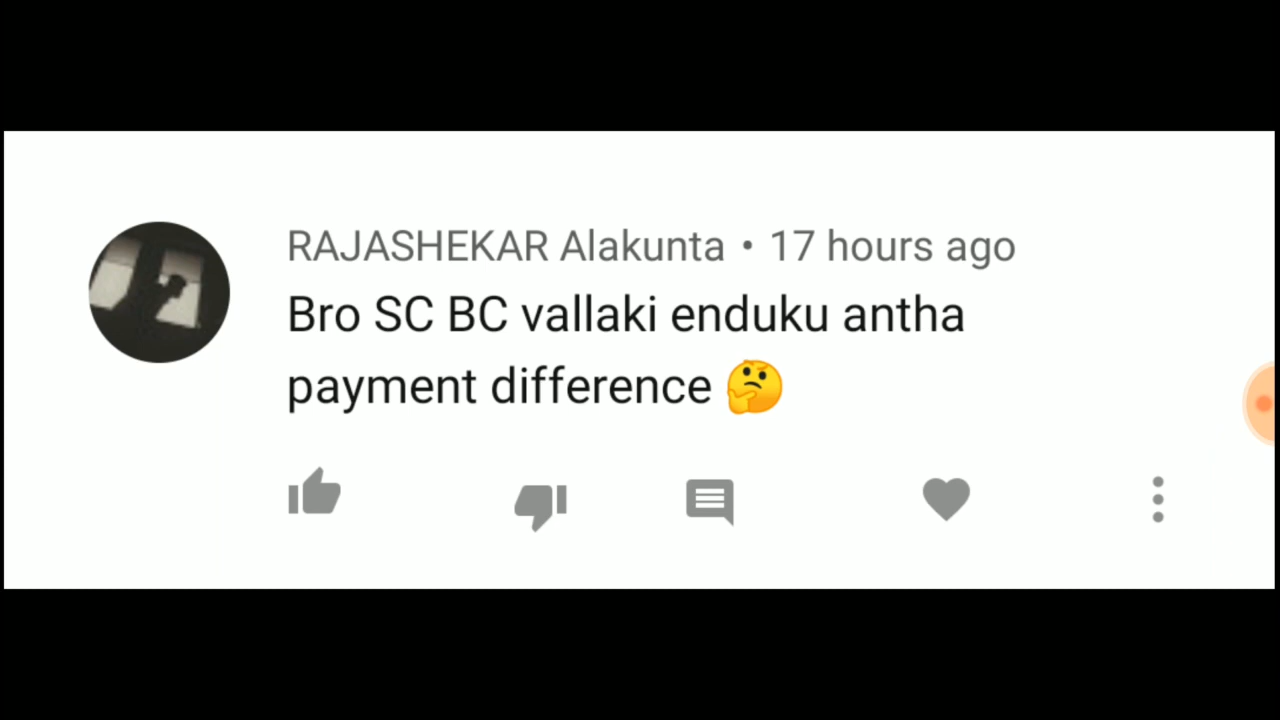 RAJASHEKAR Alakunta • 17 hours ago
Bro SC BC vallaki enduku antha
payment difference 🤔